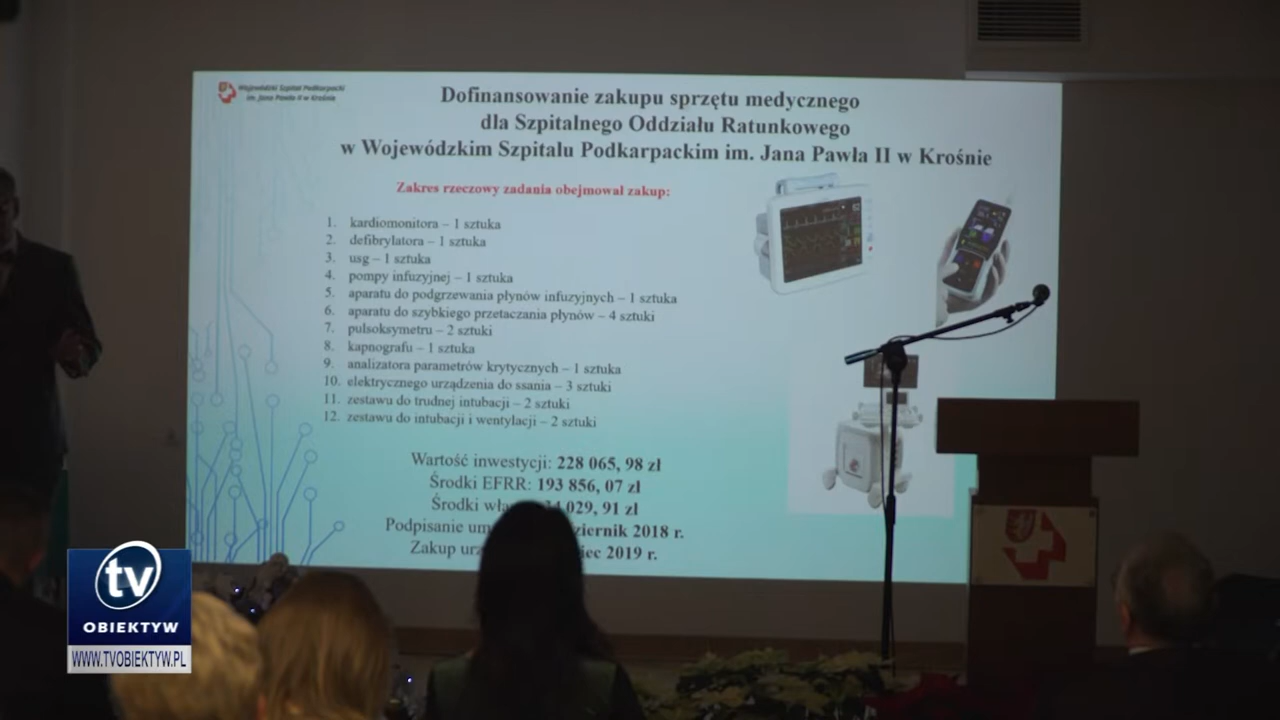 Wojewódzki Szpital Podkarpacki
im. Jana Pawła II w Krośnie
Dofinansowanie zakupu sprzętu medycznego
dla Szpitalnego Oddziału Ratunkowego
w Wojewódzkim Szpitalu Podkarpackim im. Jana Pawła II w Krośnie
Zakres rzeczowy zadania obejmował zakup:
1. kardiomonitora – 1 sztuka
2. defibrylatora – 1 sztuka
3. usg – 1 sztuka
4. pompy infuzyjnej – 1 sztuka
5. aparatu do podgrzewania płynów infuzyjnych – 1 sztuka
6. aparatu do szybkiego przetaczania płynów – 4 sztuki
7. pulsoksymetru – 2 sztuki
8. kapnografu – 1 sztuka
9. analizatora parametrów krytycznych – 1 sztuka
10. elektrycznego urządzenia do ssania – 3 sztuki
11. zestawu do trudnej intubacji – 2 sztuki
12. zestawu do intubacji i wentylacji – 2 sztuki
Wartość inwestycji: 228 065, 98 zł
Środki EFRR: 193 856, 07 zł
Środki 029, 91 zł
Podpisanie 2018 r.
Zakup 2019 r.
tv
OBIEKTYW
WWW.TVOBIEKTYW.PL